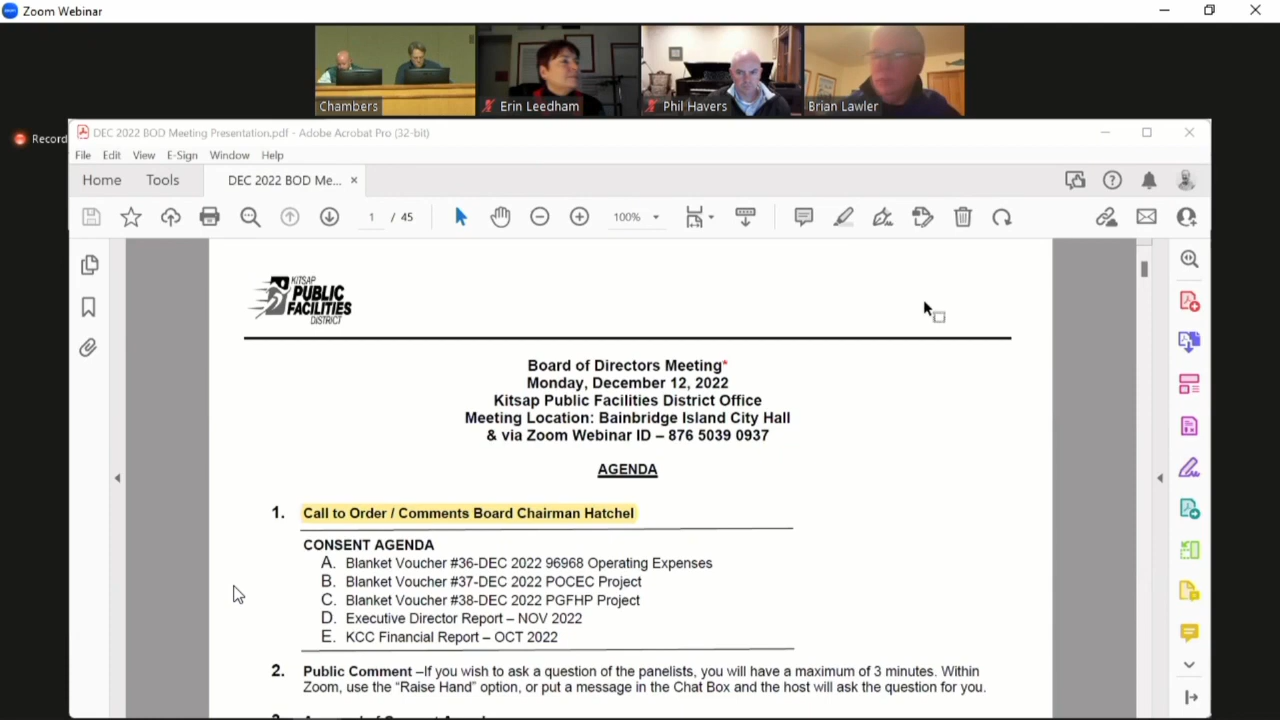 Zoom Webinar
Chambers
Erin Leedham
Phil Havers
Brian Lawler
Record
DEC 2022 BOD Meeting Presentation.pdf - Adobe Acrobat Pro (32-bit)
File Edit View E-Sign Window Help
Home Tools DEC 2022 BOD Me...
1 / 45 100%
KITSAP
PUBLIC
FACILITIES
DISTRICT
Board of Directors Meeting*
Monday, December 12, 2022
Kitsap Public Facilities District Office
Meeting Location: Bainbridge Island City Hall
& via Zoom Webinar ID – 876 5039 0937
AGENDA
1. Call to Order / Comments Board Chairman Hatchel
CONSENT AGENDA
A. Blanket Voucher #36-DEC 2022 96968 Operating Expenses
B. Blanket Voucher #37-DEC 2022 POCEC Project
C. Blanket Voucher #38-DEC 2022 PGFHP Project
D. Executive Director Report – NOV 2022
E. KCC Financial Report – OCT 2022
2. Public Comment –If you wish to ask a question of the panelists, you will have a maximum of 3 minutes. Within
Zoom, use the “Raise Hand” option, or put a message in the Chat Box and the host will ask the question for you.